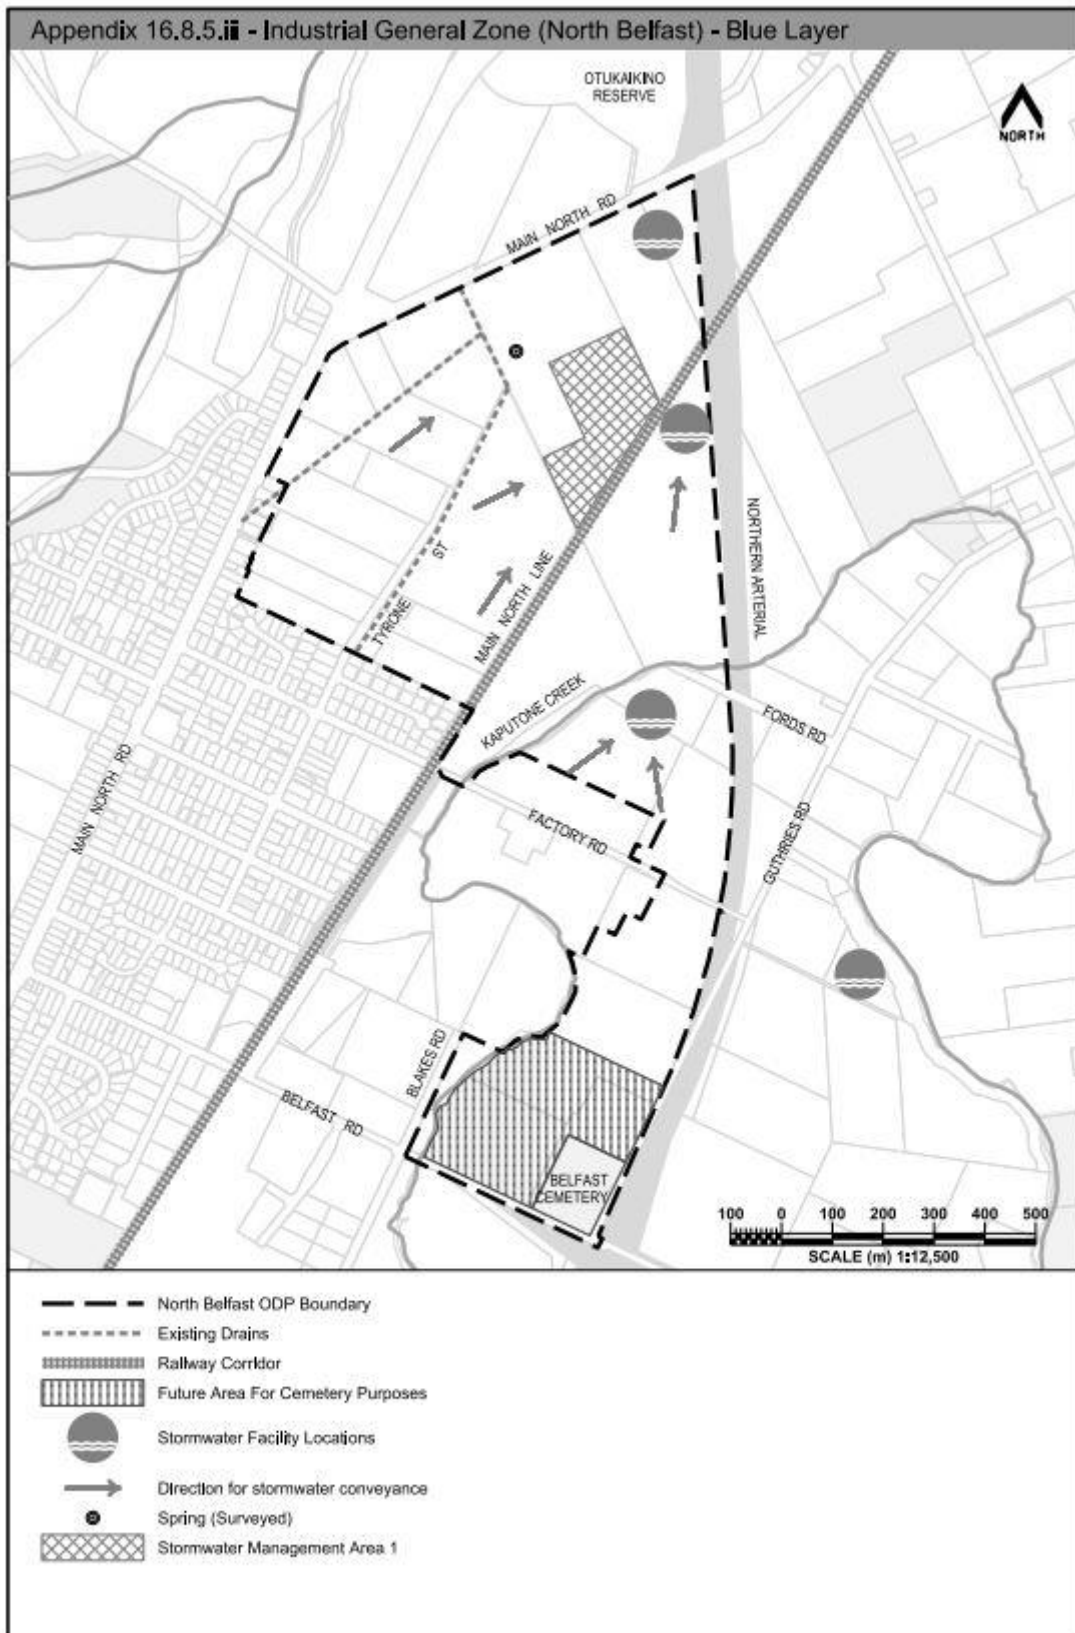 Appendix 16.8.5.iii - Industrial General Zone (North Belfast) - Blue Layer
OTUKAIKINO
RESERVE
NORTH
MAIN NORTH RD
NORTHERN ARTERIAL
TYRONE ST
MAIN NORTH LINE
KAPUTONE CREEK
FORDS RD
MAIN NORTH RD
FACTORY RD
GUTHRIES RD
BLAKES RD
BELFAST RD
BELFAST
CEMETERY
100 0 100 200 300 400 500
SCALE (m) 1:12,500
North Belfast ODP Boundary
Existing Drains
Railway Corridor
Future Area For Cemetery Purposes
Stormwater Facility Locations
Direction for stormwater conveyance
Spring (Surveyed)
Stormwater Management Area 1